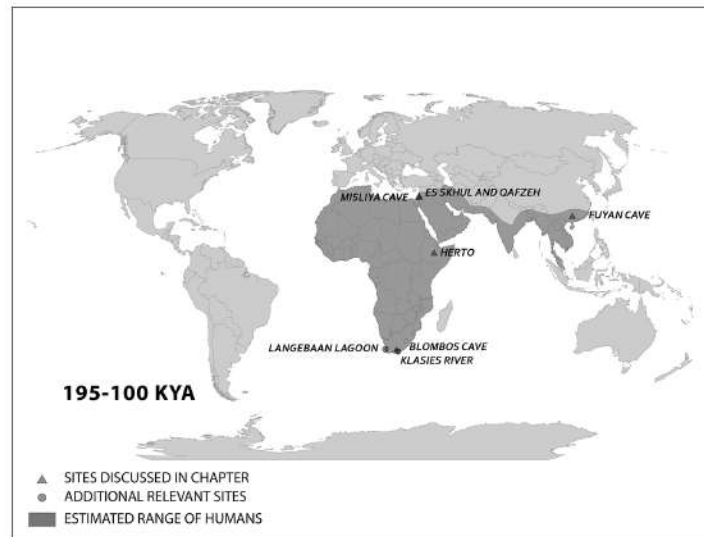 MISLIYA CAVE
ES SKHUL AND QAFZEH
FUYAN CAVE
HERTO
LANGEBAAN LAGOON
BLOMBOS CAVE
KLASIES RIVER
195-100 KYA
SITES DISCUSSED IN CHAPTER
ADDITIONAL RELEVANT SITES
ESTIMATED RANGE OF HUMANS